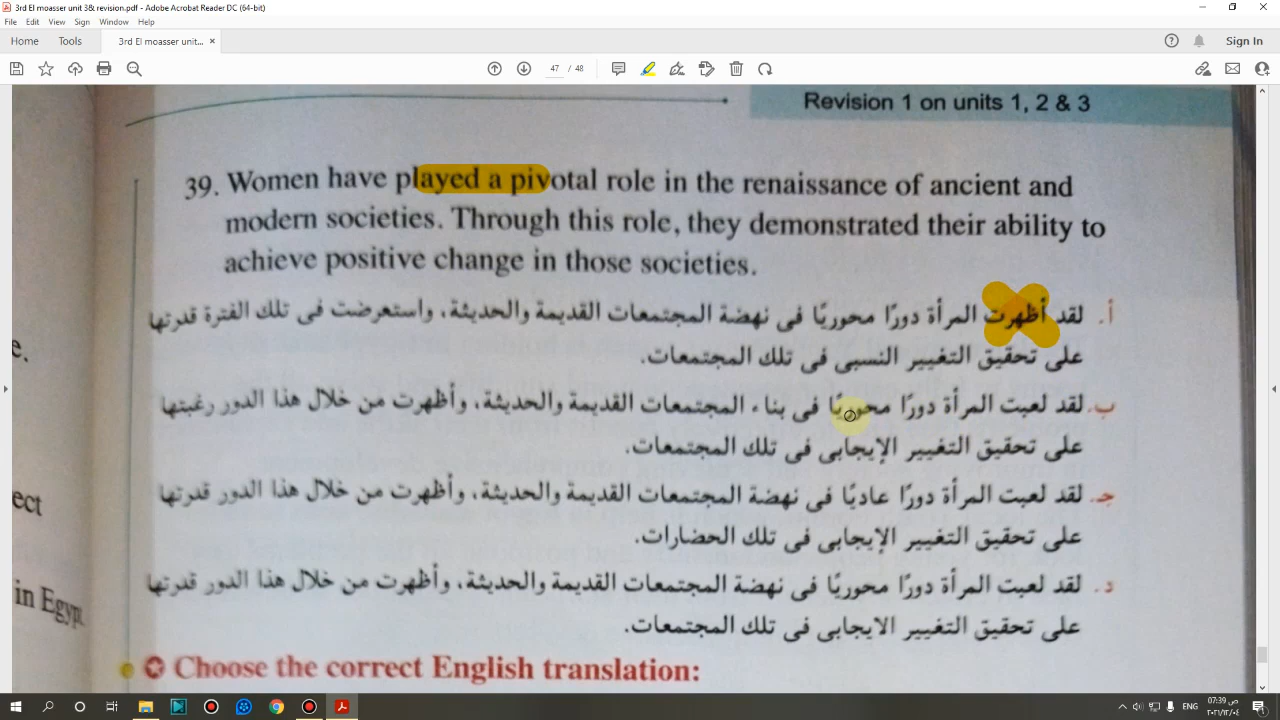 3rd El moasser unit 3& revision.pdf - Adobe Acrobat Reader DC (64-bit)
File Edit View Sign Window Help
Home Tools 3rd El moasser unit... × Sign In
47 / 48
Revision 1 on units 1, 2 & 3
39. Women have played a pivotal role in the renaissance of ancient and
modern societies. Through this role, they demonstrated their ability to
achieve positive change in those societies.
أ. لقد أظهرت المرأة دورًا محوريًا فى نهضة المجتمعات القديمة والحديثة، واستعرضت فى تلك الفترة قدرتها
على تحقيق التغيير النسبى فى تلك المجتمعات.
ب. لقد لعبت المرأة دورًا محوريًا فى بناء المجتمعات القديمة والحديثة، وأظهرت من خلال هذا الدور رغبتها
على تحقيق التغيير الإيجابى فى تلك المجتمعات.
جـ. لقد لعبت المرأة دورًا عاديًا فى نهضة المجتمعات القديمة والحديثة، وأظهرت من خلال هذا الدور قدرتها
على تحقيق التغيير الإيجابى فى تلك الحضارات.
د. لقد لعبت المرأة دورًا محوريًا فى نهضة المجتمعات القديمة والحديثة، وأظهرت من خلال هذا الدور قدرتها
على تحقيق التغيير الايجابى فى تلك المجتمعات.
Choose the correct English translation:
e.
ect
in Egypt.
ENG
07:39 ص
٢٠٢١/١٢/٠٤